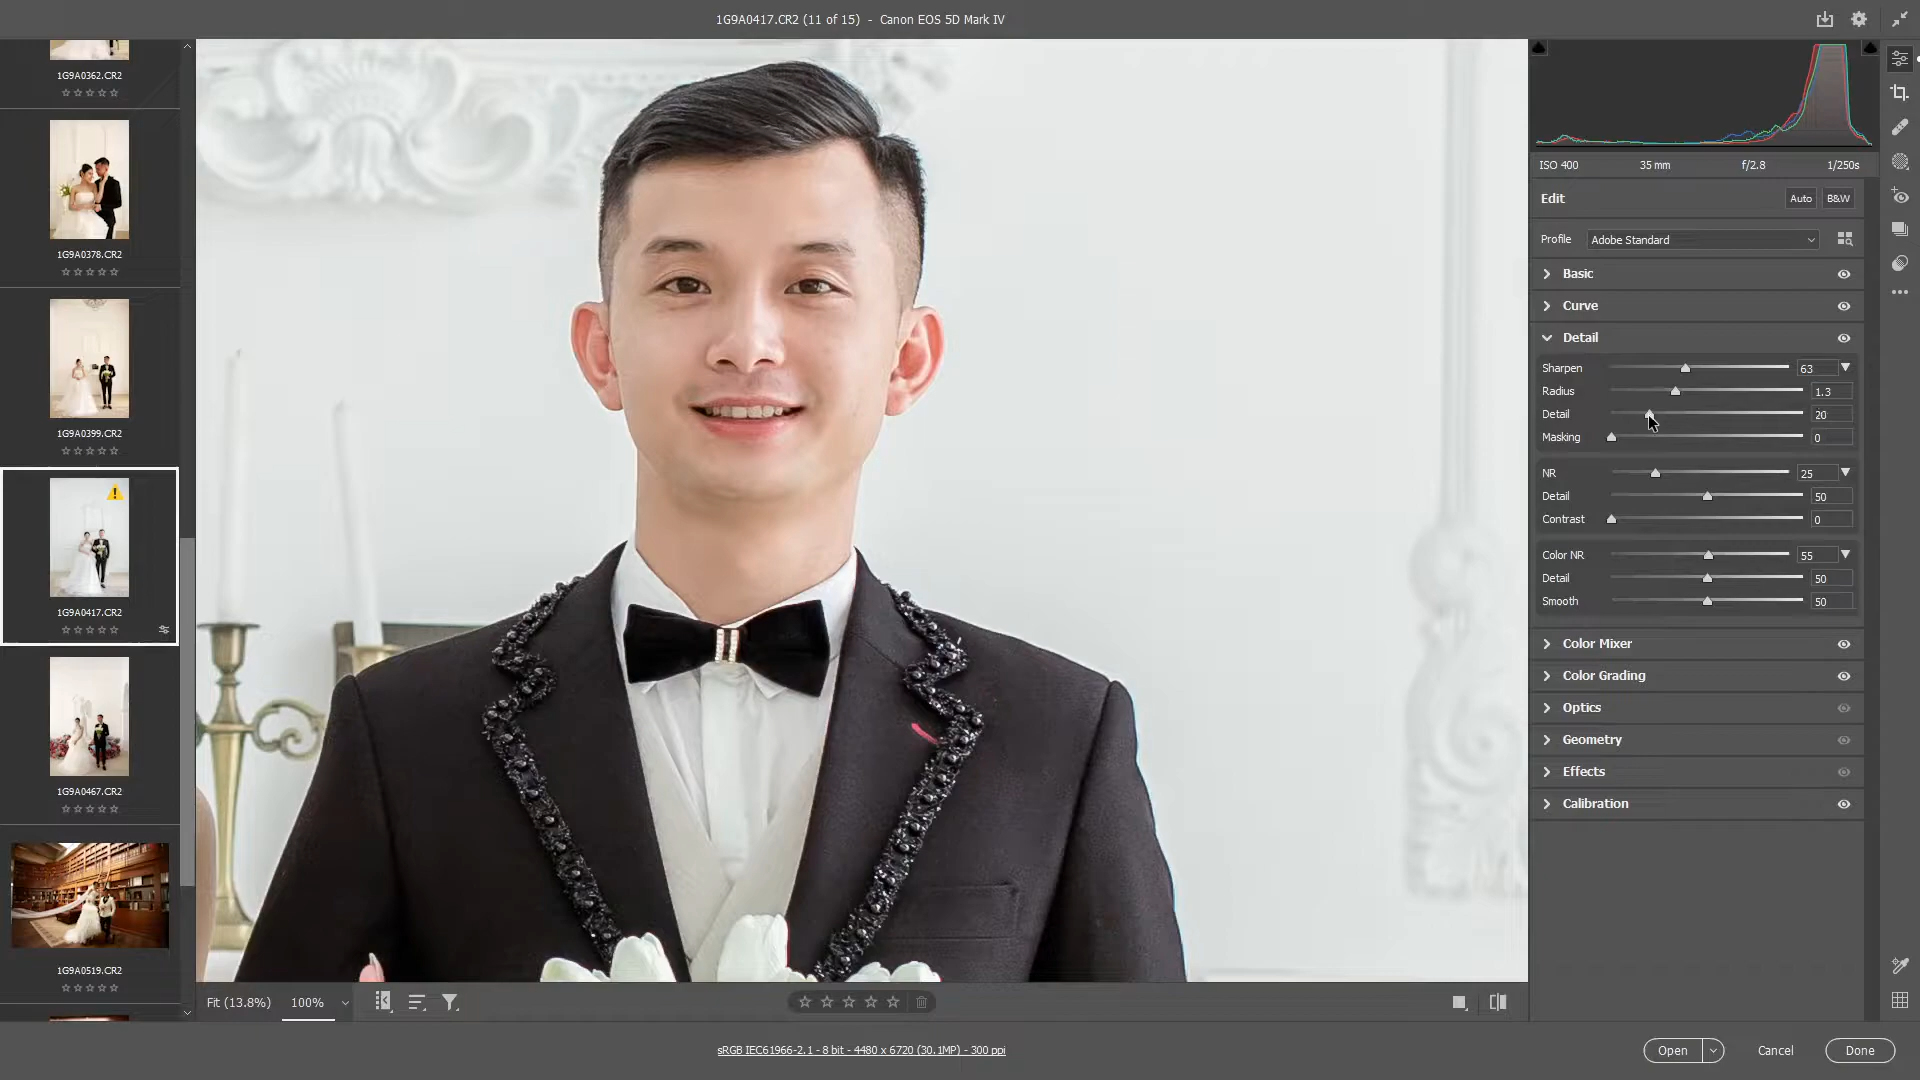 1G9A0417.CR2 (11 of 15) - Canon EOS 5D Mark IV
1G9A0362.CR2
1G9A0378.CR2
1G9A0399.CR2
1G9A0417.CR2
1G9A0467.CR2
1G9A0519.CR2
ISO 400 35 mm f/2.8 1/250s
Edit Auto B&W
Profile Adobe Standard
Basic
Curve
Detail
Sharpen 63
Radius 1.3
Detail 20
Masking 0
NR 25
Detail 50
Contrast 0
Color NR 55
Detail 50
Smooth 50
Color Mixer
Color Grading
Optics
Geometry
Effects
Calibration
Fit (13.8%) 100%
sRGB IEC61966-2.1 - 8 bit - 4480 x 6720 (30.1MP) - 300 ppi
Open Cancel Done